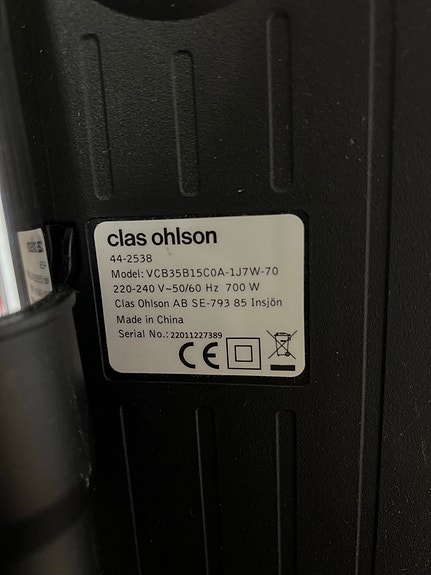 clas ohlson
44-2538
Model: VCB35B15C0A-1J7W-70
220-240 V~50/60 Hz 700 W
Clas Ohlson AB SE-793 85 Insjön
Made in China
Serial No.: 22011227389
CE